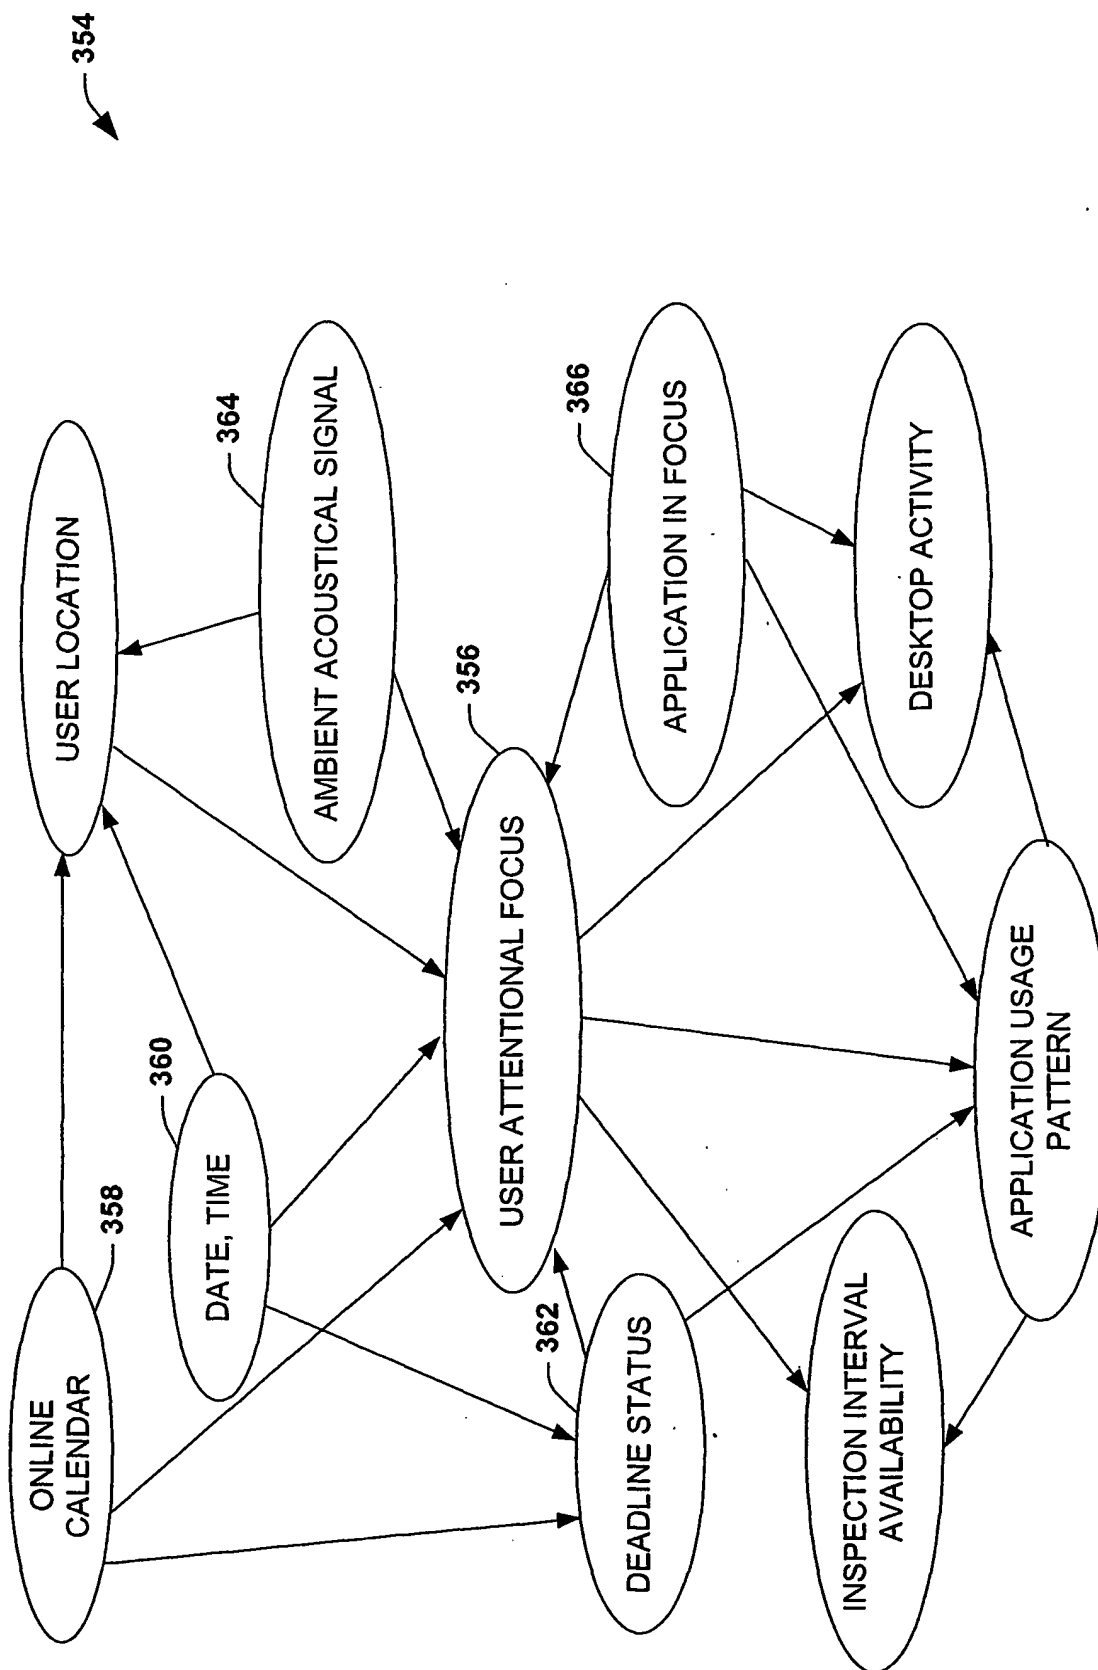 354
ONLINE
CALENDAR
358
USER LOCATION
DATE, TIME
360
AMBIENT ACOUSTICAL SIGNAL
364
USER ATTENTIONAL FOCUS
356
DEADLINE STATUS
362
APPLICATION IN FOCUS
366
INSPECTION INTERVAL
AVAILABILITY
DESKTOP ACTIVITY
APPLICATION USAGE
PATTERN